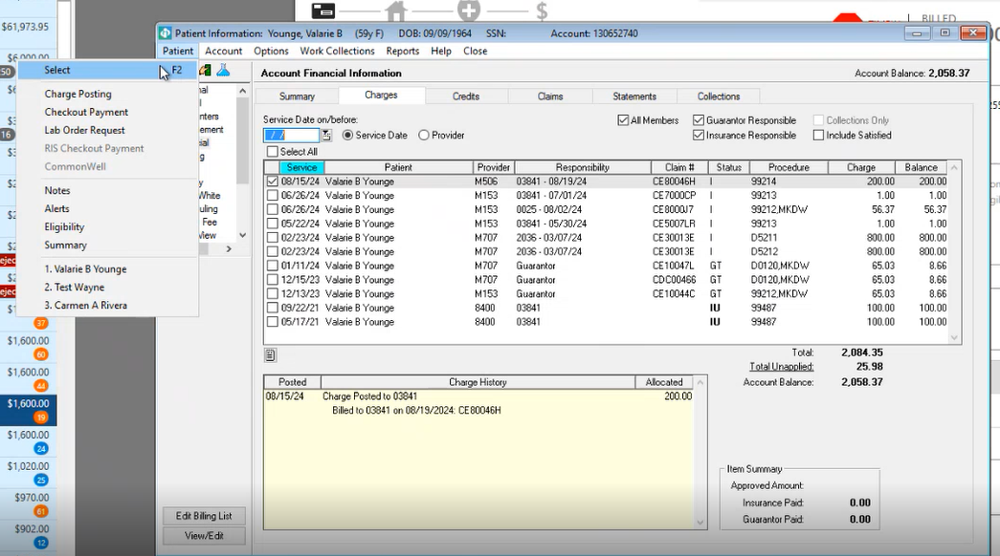 $61,973.95
$
BILLED
Patient Information: Younge, Valarie B (59y F) DOB: 09/09/1964 SSN: Account: 130652740
Patient Account Options Work Collections Reports Help Close
Select F2
Charge Posting
Checkout Payment
Lab Order Request
RIS Checkout Payment
CommonWell
Notes
Alerts
Eligibility
Summary
1. Valarie B Younge
2. Test Wayne
3. Carmen A Rivera
Account Financial Information Account Balance: 2,058.37
Summary Charges Credits Claims Statements Collections
Service Date on/before:
/ / Service Date Provider
All Members Guarantor Responsible Collections Only
Insurance Responsible Include Satisfied
Select All
Service Patient Provider Responsibility Claim # Status Procedure Charge Balance
08/15/24 Valarie B Younge M506 03841 - 08/19/24 CE80046H I 99214 200.00 200.00
06/26/24 Valarie B Younge M153 03841 - 07/01/24 CE7000CP I 99213 1.00 1.00
06/26/24 Valarie B Younge M153 0025 - 08/02/24 CE8000J7 I 99212,MKDW 56.37 56.37
05/22/24 Valarie B Younge M153 03841 - 05/30/24 CE5007LR I 99213 1.00 1.00
02/23/24 Valarie B Younge M707 2036 - 03/07/24 CE30013E I D5211 800.00 800.00
02/23/24 Valarie B Younge M707 2036 - 03/07/24 CE30013E I D5212 800.00 800.00
01/11/24 Valarie B Younge M707 Guarantor CE10047L GT D0120,MKDW 65.03 8.66
12/15/23 Valarie B Younge M707 Guarantor CDC00466 GT D0120,MKDW 65.03 8.66
12/13/23 Valarie B Younge M707 Guarantor CE10044C GT 99212,MKDW 65.03 8.66
09/22/21 Valarie B Younge 8400 03841 IU 99487 100.00 100.00
05/17/21 Valarie B Younge 8400 03841 IU 99487 100.00 100.00
Total: 2,084.35
Total Unapplied: 25.98
Account Balance: 2,058.37
Posted Charge History Allocated
08/15/24 Charge Posted to 03841 200.00
Billed to 03841 on 08/19/2024: CE80046H
Item Summary
Approved Amount:
Insurance Paid: 0.00
Guarantor Paid: 0.00
Edit Billing List
View/Edit
White
Fee
16
37
$1,600.00
60
$1,600.00
44
$1,600.00
19
$1,600.00
24
$1,020.00
25
$970.00
61
$902.00
12